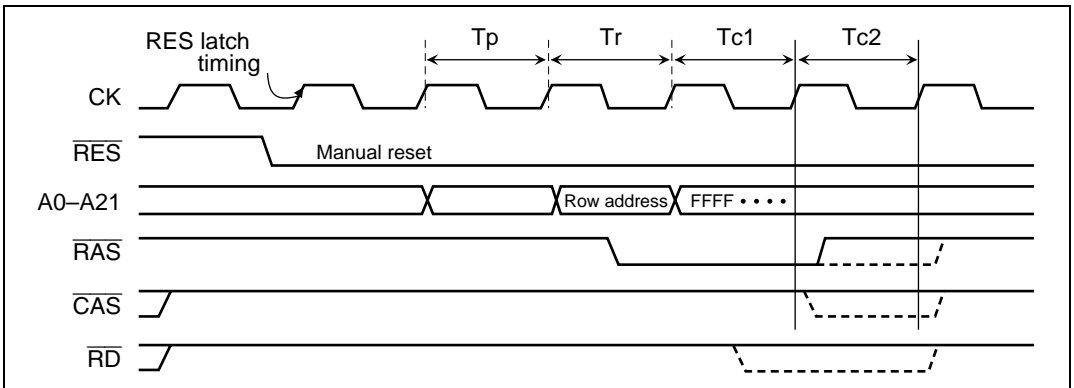 RES latch
timing
Tp
Tr
Tc1
Tc2
CK
RES
Manual reset
A0–A21
Row address
FFFF • • • •
RAS
CAS
RD